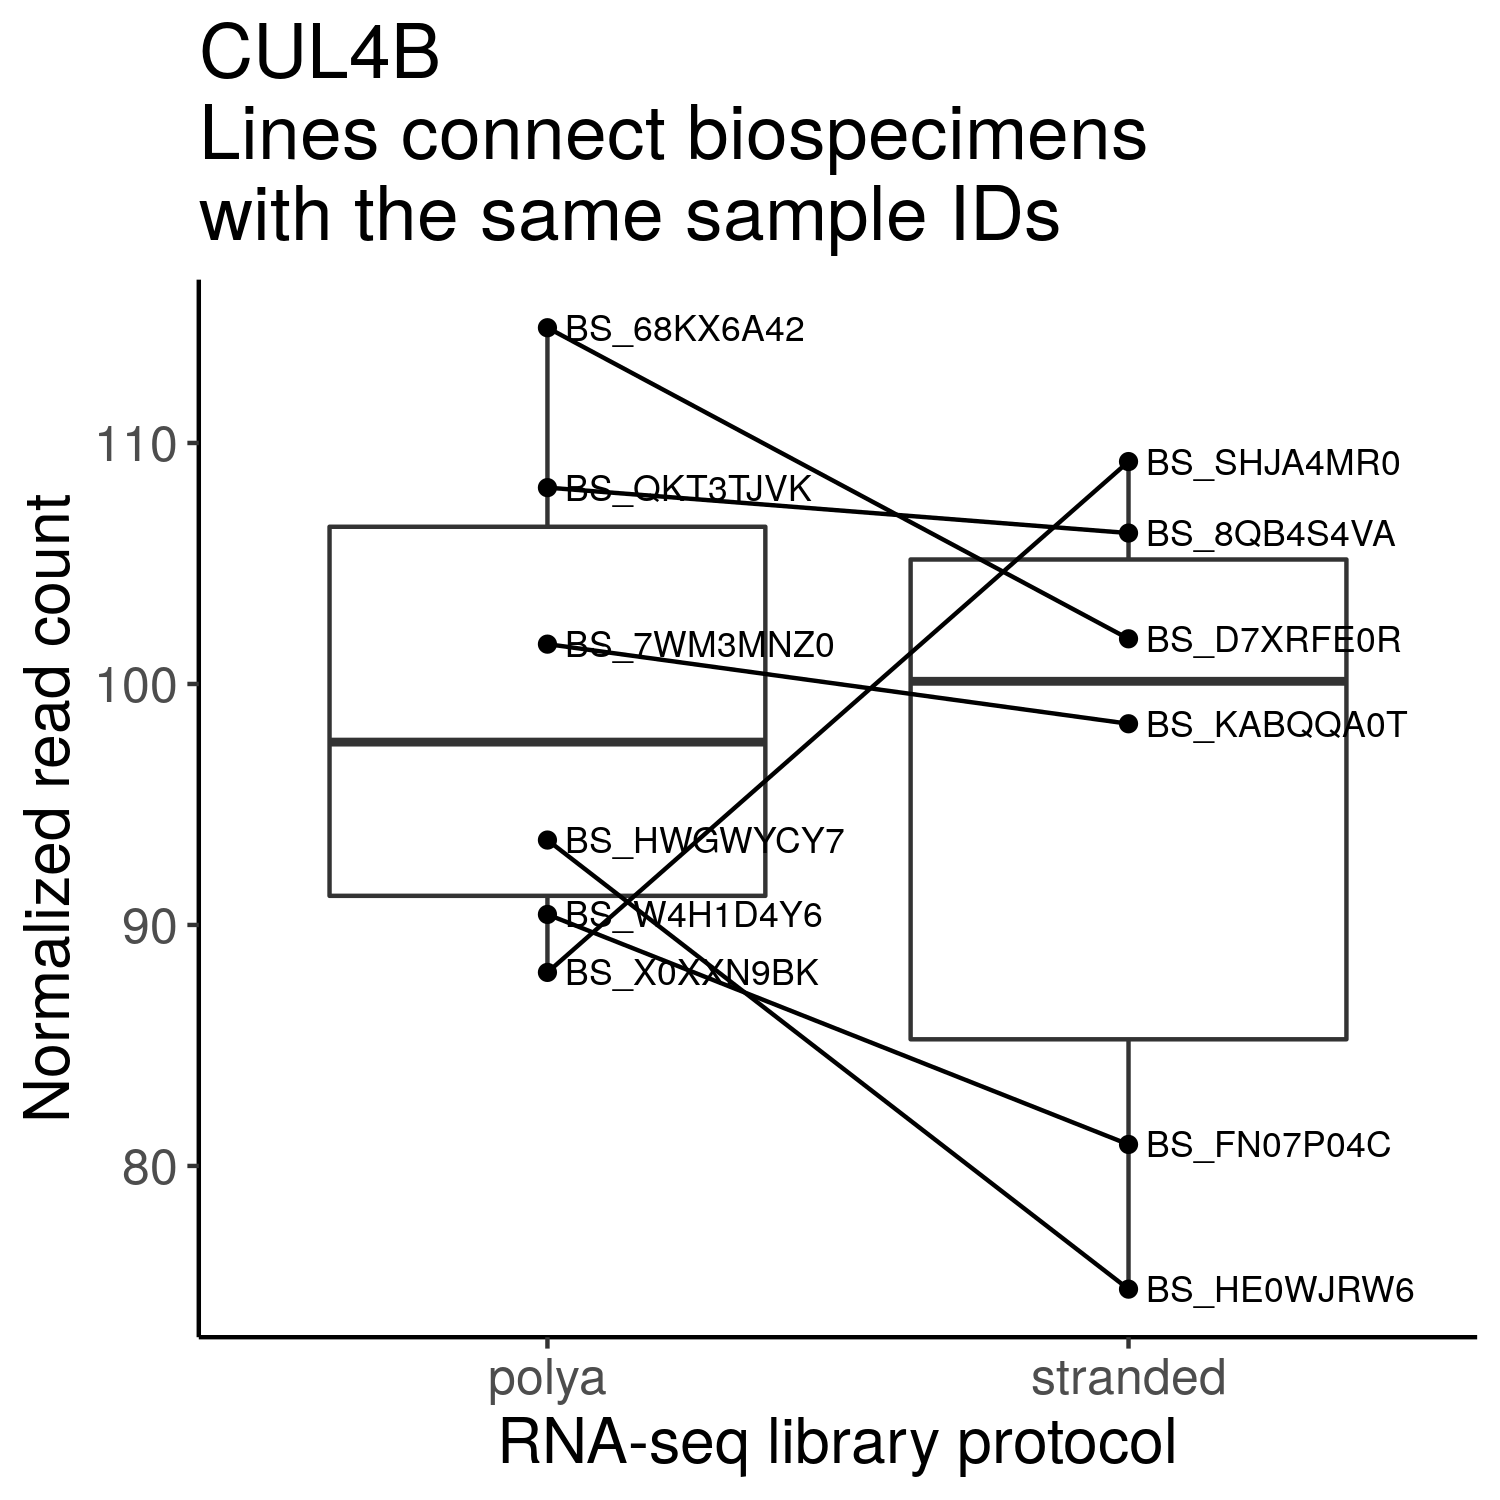 CUL4B
Lines connect biospecimens
with the same sample IDs
Normalized read count
110
100
90
80
BS_68KX6A42
BS_QKT3TJVK
BS_7WM3MNZ0
BS_HWGWYCY7
BS_W4H1D4Y6
BS_X0XXN9BK
BS_SHJA4MR0
BS_8QB4S4VA
BS_D7XRFE0R
BS_KABQQA0T
BS_FN07P04C
BS_HE0WJRW6
polya
stranded
RNA-seq library protocol